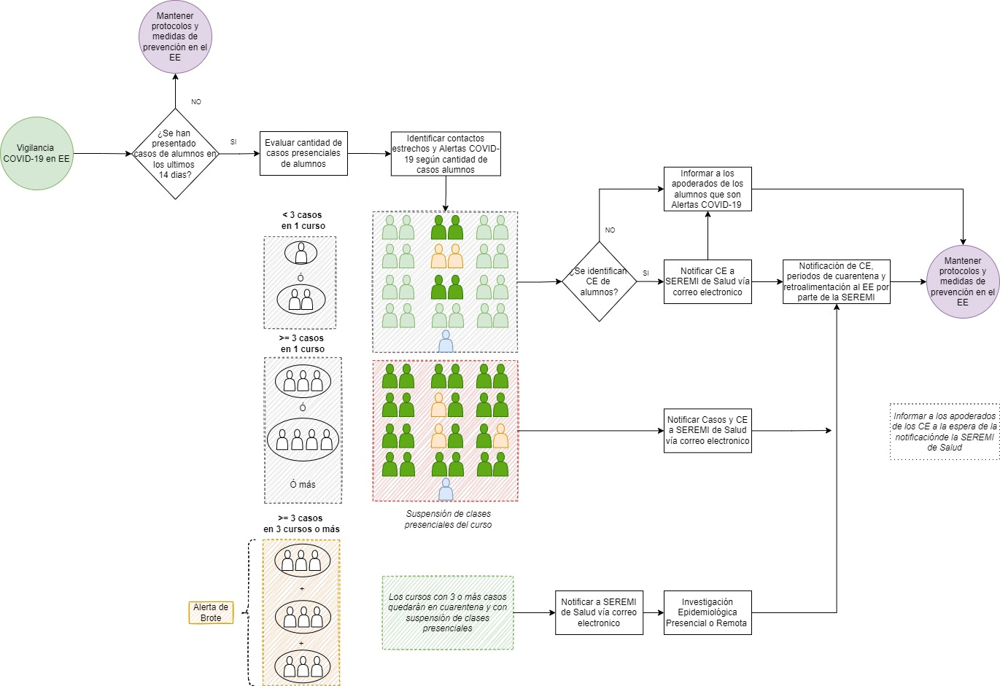 Mantener
protocolos y
medidas de
prevención en el
EE
NO
Vigilancia
COVID-19 en EE
¿Se han
presentado
casos de alumnos en
los ultimos
14 dias?
SI
Evaluar cantidad de
casos presenciales
de alumnos
Identificar contactos
estrechos y Alertas COVID-
19 según cantidad de
casos alumnos
< 3 casos
en 1 curso
Ó
>= 3 casos
en 1 curso
Ó
Ó más
>= 3 casos
en 3 cursos o más
+
+
Alerta de
Brote
Suspensión de clases
presenciales del curso
Los cursos con 3 o más casos
quedarán en cuarentena y con
suspensión de clases
presenciales
¿Se identifican
CE de
alumnos?
NO
SI
Informar a los
apoderados de los
alumnos que son
Alertas COVID-19
Notificar CE a
SEREMI de Salud vía
correo electronico
Notificación de CE,
periodos de cuarentena y
retroalimentación al EE por
parte de la SEREMI
Mantener
protocolos y
medidas de
prevención en el
EE
Notificar Casos y CE
a SEREMI de Salud
vía correo electronico
Informar a los apoderados
de los CE a la espera de la
notificaciónde la SEREMI
de Salud
Notificar a SEREMI
de Salud vía correo
electronico
Investigación
Epidemiológica
Presencial o Remota